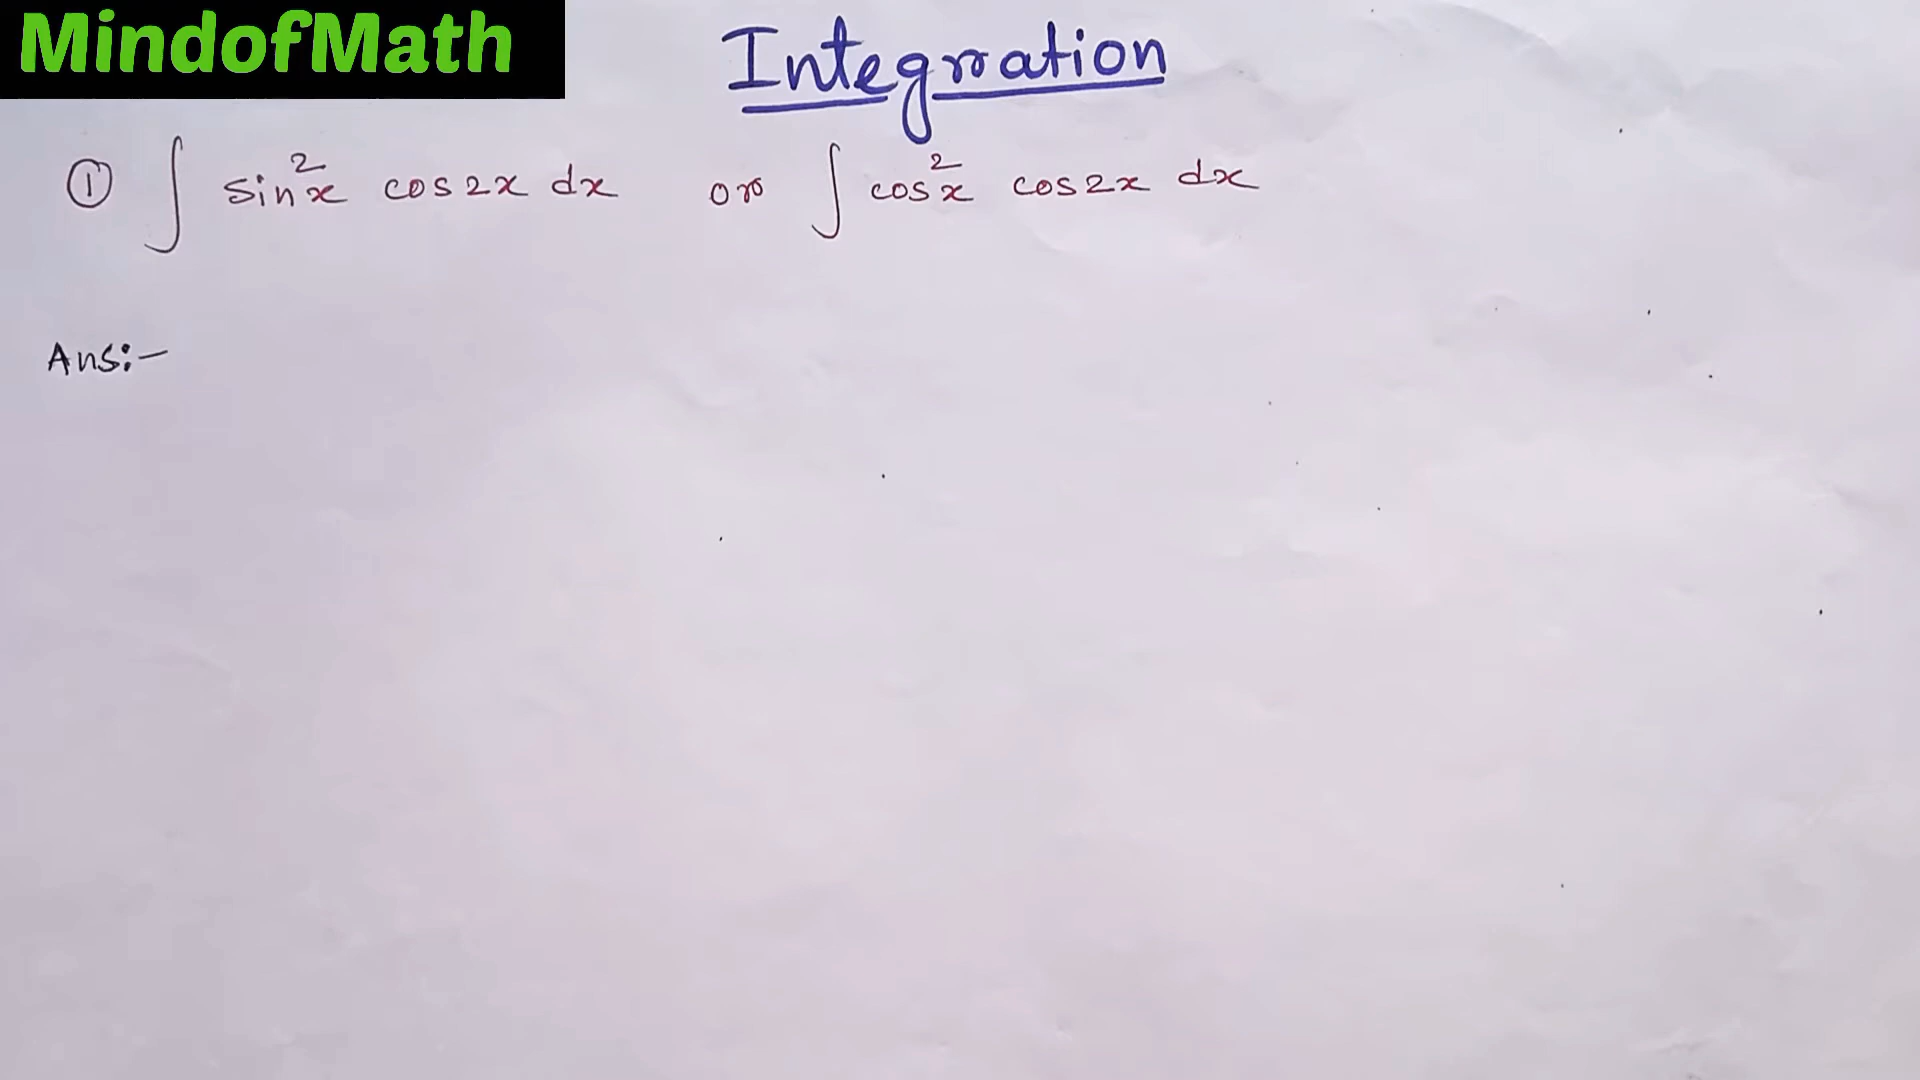 MindofMath
Integration
① ∫ sin²x cos2x dx or ∫ cos²x cos2x dx
Ans:-